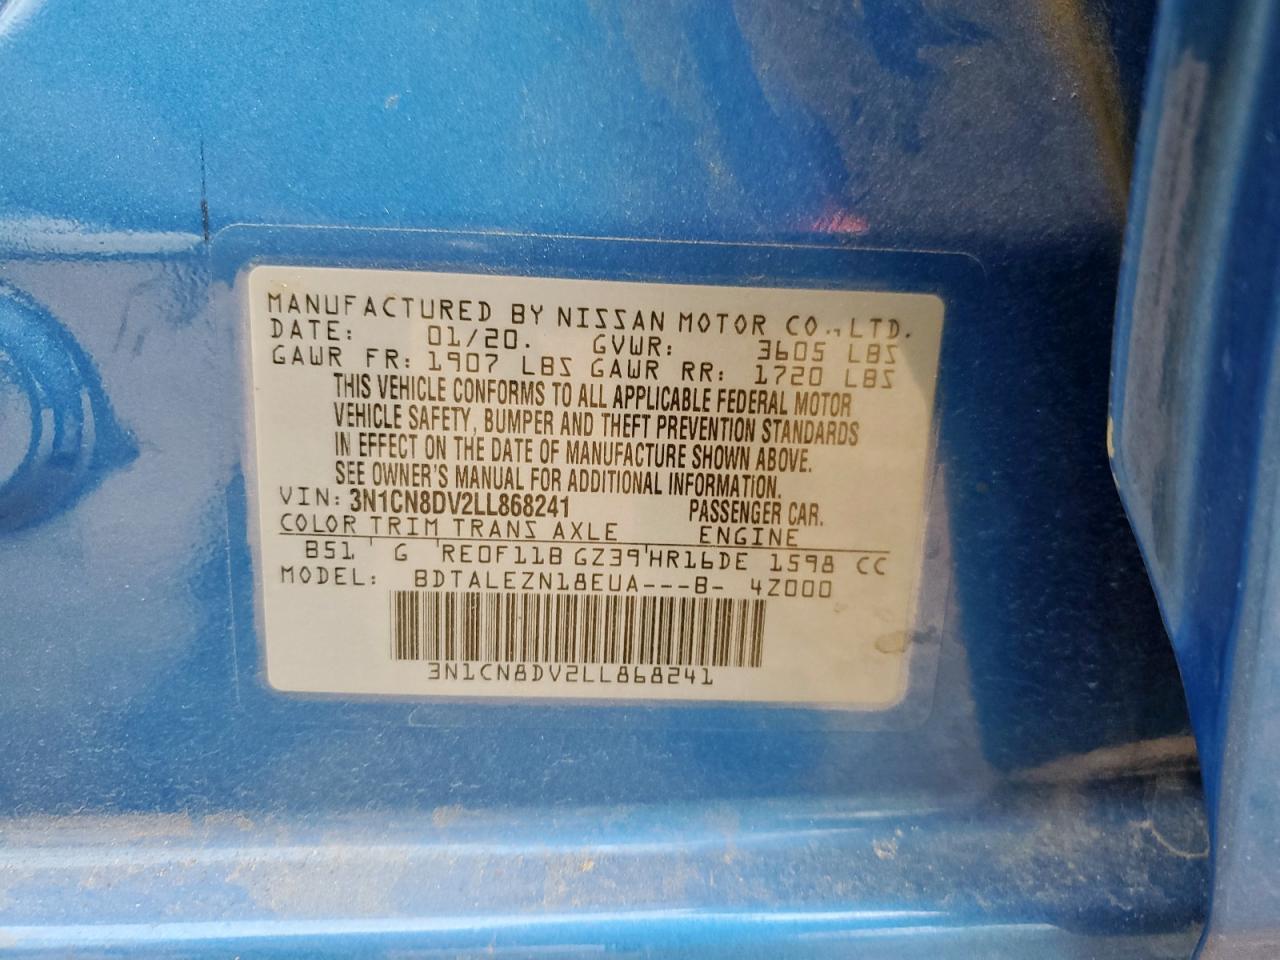 MANUFACTURED BY NISSAN MOTOR CO., LTD.
DATE: 01/20. GVWR: 3605 LBS
GAWR FR: 1907 LBS GAWR RR: 1720 LBS
THIS VEHICLE CONFORMS TO ALL APPLICABLE FEDERAL MOTOR
VEHICLE SAFETY, BUMPER AND THEFT PREVENTION STANDARDS
IN EFFECT ON THE DATE OF MANUFACTURE SHOWN ABOVE.
SEE OWNER'S MANUAL FOR ADDITIONAL INFORMATION.
VIN: 3N1CN8DV2LL868241 PASSENGER CAR.
COLOR TRIM TRANS AXLE ENGINE
B51 ' G 'RE0F11B GZ39'HR16DE 1598 CC
MODEL: BDTALEZN18EUA---B- 4Z000
3N1CN8DV2LL868241